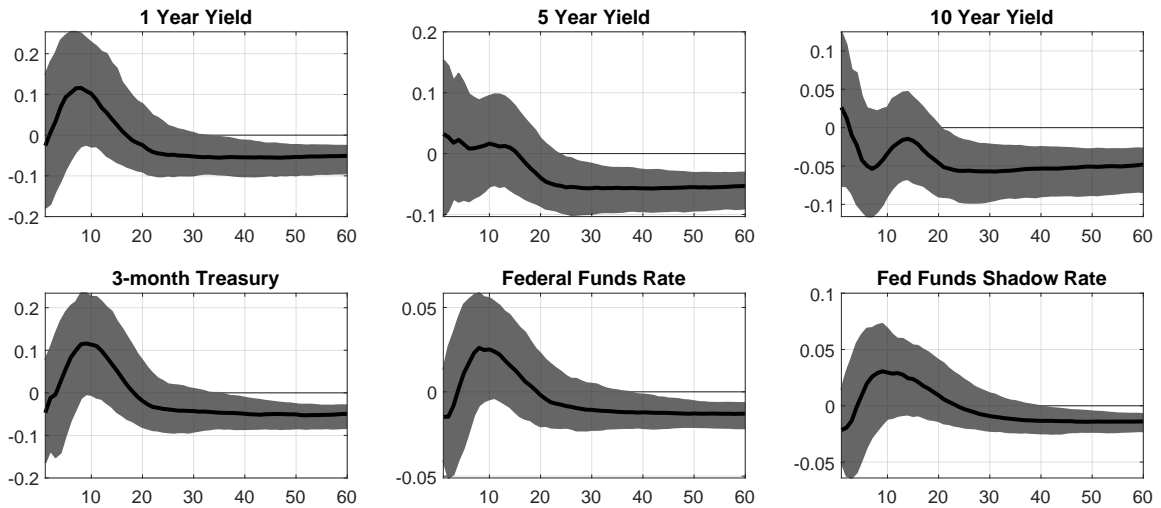 1 Year Yield
0.2
0.1
0
-0.1
-0.2
10 20 30 40 50 60
5 Year Yield
0.2
0.1
0
-0.1
10 20 30 40 50 60
10 Year Yield
0.1
0.05
0
-0.05
-0.1
10 20 30 40 50 60
3-month Treasury
0.2
0.1
0
-0.1
-0.2
10 20 30 40 50 60
Federal Funds Rate
0.05
0
-0.05
10 20 30 40 50 60
Fed Funds Shadow Rate
0.1
0.05
0
-0.05
10 20 30 40 50 60